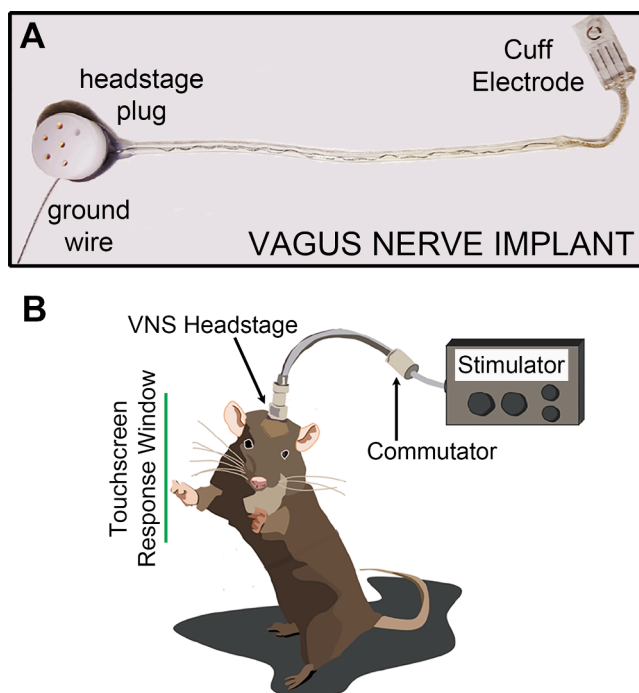 A
headstage
plug
Cuff
Electrode
ground
wire
VAGUS NERVE IMPLANT
B
VNS Headstage
Stimulator
Commutator
Touchscreen
Response Window